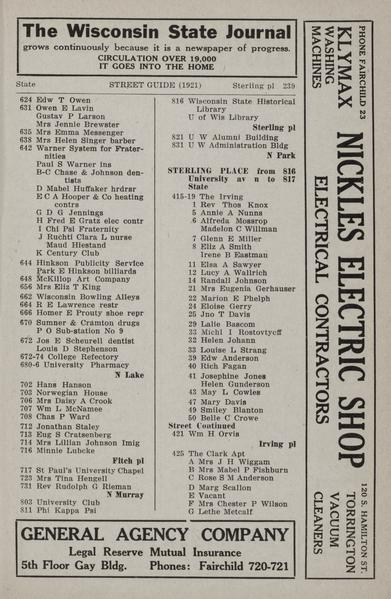 The Wisconsin State Journal
grows continuously because it is a newspaper of progress.
CIRCULATION OVER 19,000
IT GOES INTO THE HOME
State STREET GUIDE (1921) Sterling pl 239
624 Edw T Owen
631 Owen E Lavin
Gustav P Larson
Mrs Jennie Brewster
635 Mrs Emma Messenger
638 Mrs Helen Singer barber
642 Warner System for Frater-
nities
Paul S Warner ins
B-C Chase & Johnson den-
tists
D Mabel Huffaker hrdrsr
E C A Hooper & Co heating
contrs
G D G Jennings
H Fred E Gratz elec contr
I Chi Psi Fraternity
J Ruchti Clara L nurse
Maud Hiestand
K Century Club
644 Hinkson Publicity Service
Park E Hinkson billiards
648 McKillop Art Company
656 Mrs Eliz T King
662 Wisconsin Bowling Alleys
664 R E Lawrence restr
666 Homer E Prouty shoe repr
670 Sumner & Cramton drugs
P O Sub-station No 9
672 Jos E Scheurell dentist
Louis D Stephenson
672-74 College Refectory
680-6 University Pharmacy
N Lake
702 Hans Hanson
703 Norwegian House
706 Mrs Daisy A Crook
707 Wm L McNamee
708 Chas P Ward
712 Jonathan Staley
713 Eug S Cratsenberg
714 Mrs Lillian Johnson Imig
716 Minnie Lubcke
Fitch pl
717 St Paul's University Chapel
723 Mrs Tina Hengell
731 Rev Rudolph G Rieman
N Murray
803 University Club
811 Phi Kappa Psi
816 Wisconsin State Historical
Library
U of Wis Library
Sterling pl
821 U W Alumni Building
831 U W Administration Bldg
N Park
STERLING PLACE from 816
University av n to 817
State
415-19 The Irving
1 Rev Thos Knox
5 Annie A Nunns
6 Alfreda Mossrop
Madelon C Willman
7 Glenn E Miller
8 Eliz A Smith
Irene B Eastman
11 Elsa A Sawyer
12 Lucy A Wallrich
14 Randall Johnson
21 Mrs Eugenia Gerhauser
22 Marion E Phelph
24 Eloise Gerry
25 Jno T Davis
29 Lalie Bascom
33 Michl I Rostovtyeff
32 Helen Johann
33 Louise L Strang
39 Edw Anderson
40 Rich Fagan
41 Josephine Jones
Helen Gunderson
43 May L Cowles
47 Mary Davis
49 Smiley Blanton
50 Belle C Crowe
Street Continued
421 Wm H Orvis
Irving pl
425 The Clark Apt
A Mrs J H Wiggam
B Mrs Mabel P Fishburn
C Rose S M Anderson
D Marg Scallon
E Vacant
F Mrs Chester P Wilson
G Lethe Metcalf
GENERAL AGENCY COMPANY
Legal Reserve Mutual Insurance
5th Floor Gay Bldg. Phones: Fairchild 720-721
PHONE FAIRCHILD 23
KLYMAX
WASHING
MACHINES
NICKLES ELECTRIC SHOP
ELECTRICAL CONTRACTORS
120 S. HAMILTON ST.
TORRINGTON
VACUUM
CLEANERS